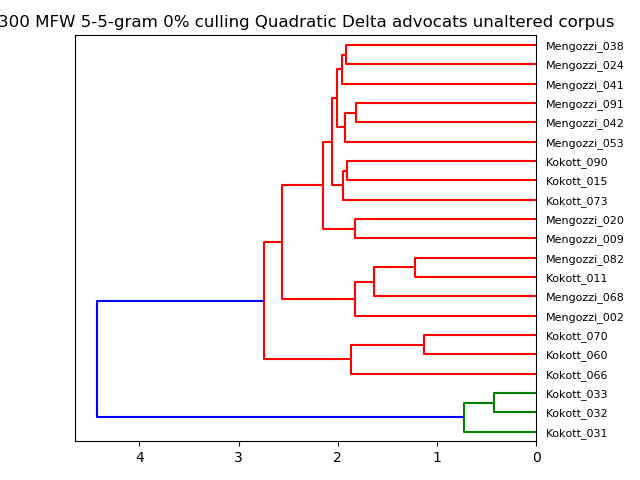 300 MFW 5-5-gram 0% culling Quadratic Delta advocats unaltered corpus
Mengozzi_038
Mengozzi_024
Mengozzi_041
Mengozzi_091
Mengozzi_042
Mengozzi_053
Kokott_090
Kokott_015
Kokott_073
Mengozzi_020
Mengozzi_009
Mengozzi_082
Kokott_011
Mengozzi_068
Mengozzi_002
Kokott_070
Kokott_060
Kokott_066
Kokott_033
Kokott_032
Kokott_031
4 3 2 1 0